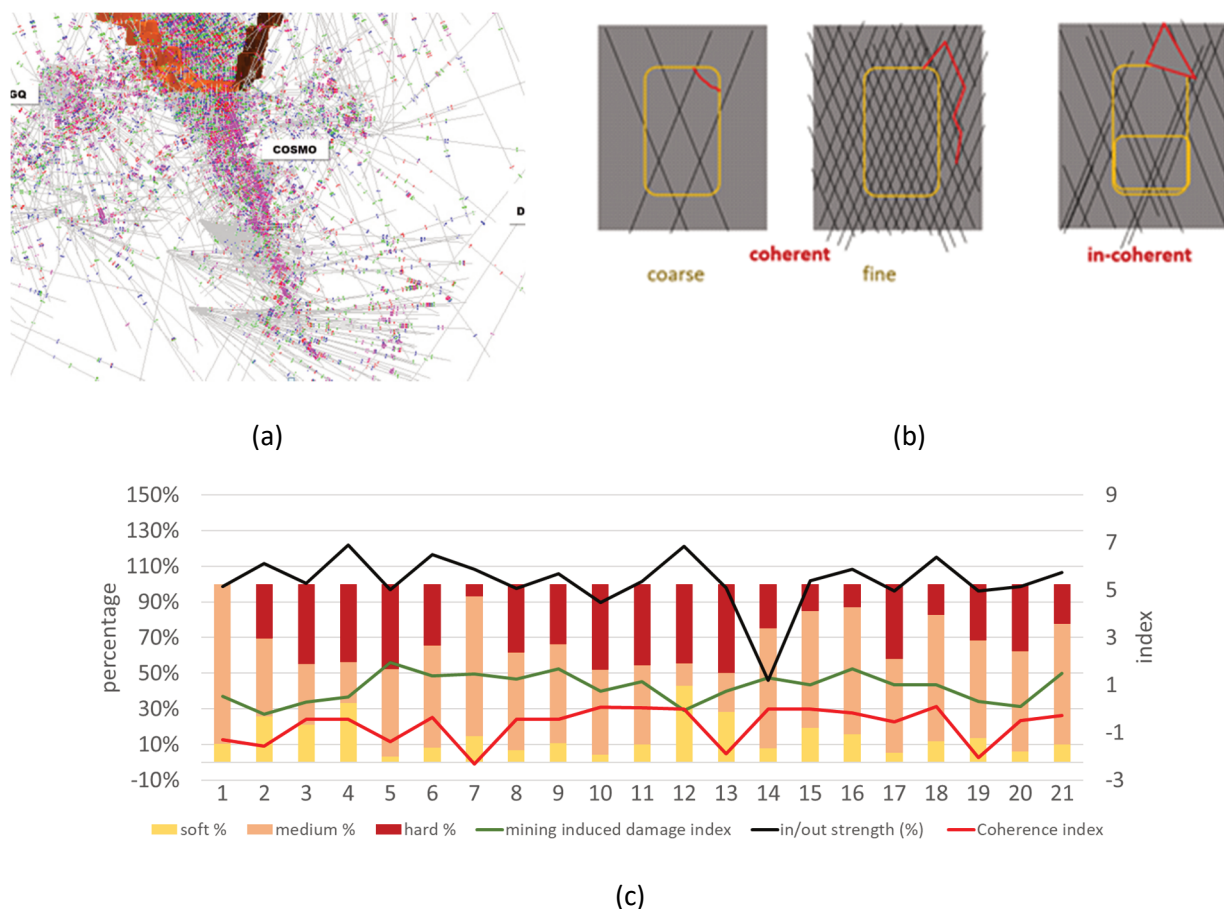 GQ
COSMO
D
(a)
coarse
coherent
fine
in-coherent
(b)
150%
130%
110%
90%
70%
50%
30%
10%
-10%
percentage
9
7
5
3
1
-1
-3
index
1 2 3 4 5 6 7 8 9 10 11 12 13 14 15 16 17 18 19 20 21
soft % medium % hard % mining induced damage index in/out strength (%) Coherence index
(c)